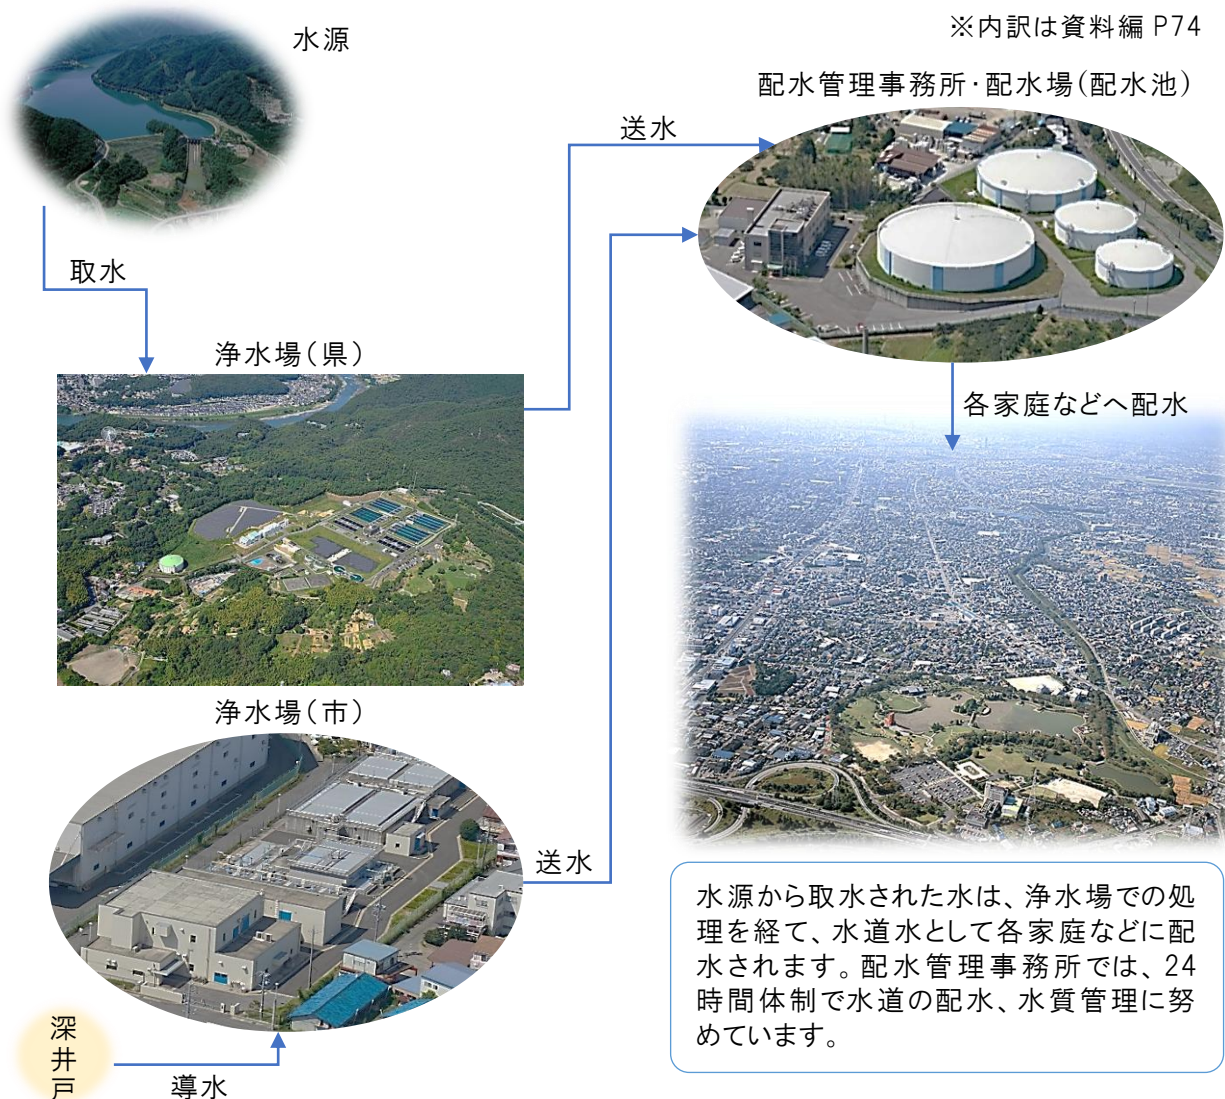 ※内訳は資料編 P74
水源
配水管理事務所・配水場(配水池)
送水
取水
浄水場(県)
各家庭などへ配水
浄水場(市)
送水
水源から取水された水は、浄水場での処
理を経て、水道水として各家庭などに配
水されます。配水管理事務所では、24
時間体制で水道の配水、水質管理に努
めています。
深井戸
導水